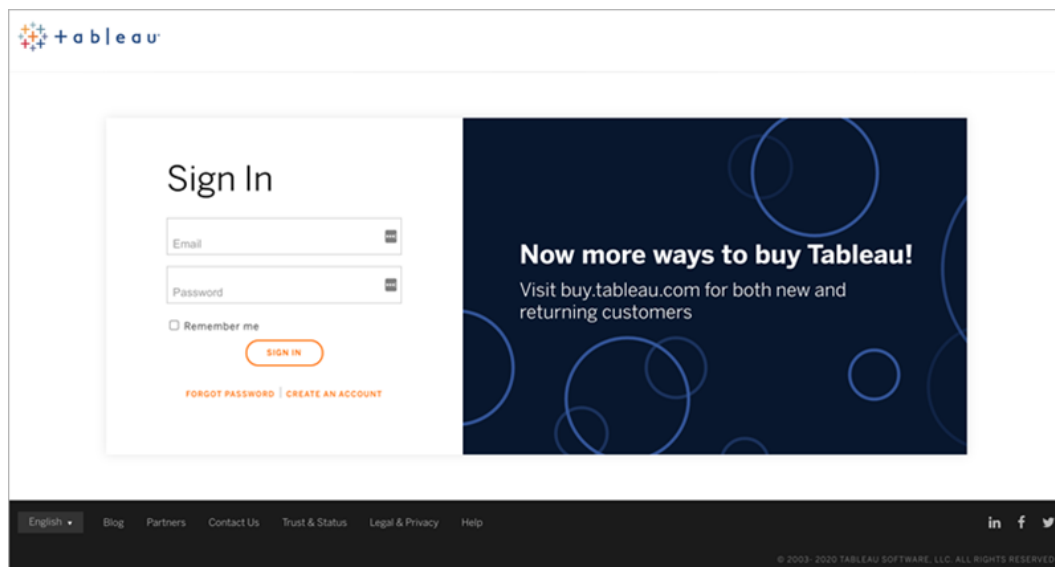 +ableau
Sign In
Email
Password
Remember me
SIGN IN
FORGOT PASSWORD | CREATE AN ACCOUNT
Now more ways to buy Tableau!
Visit buy.tableau.com for both new and
returning customers
English ▾ Blog Partners Contact Us Trust & Status Legal & Privacy Help
in f
© 2003- 2020 TABLEAU SOFTWARE, LLC. ALL RIGHTS RESERVED